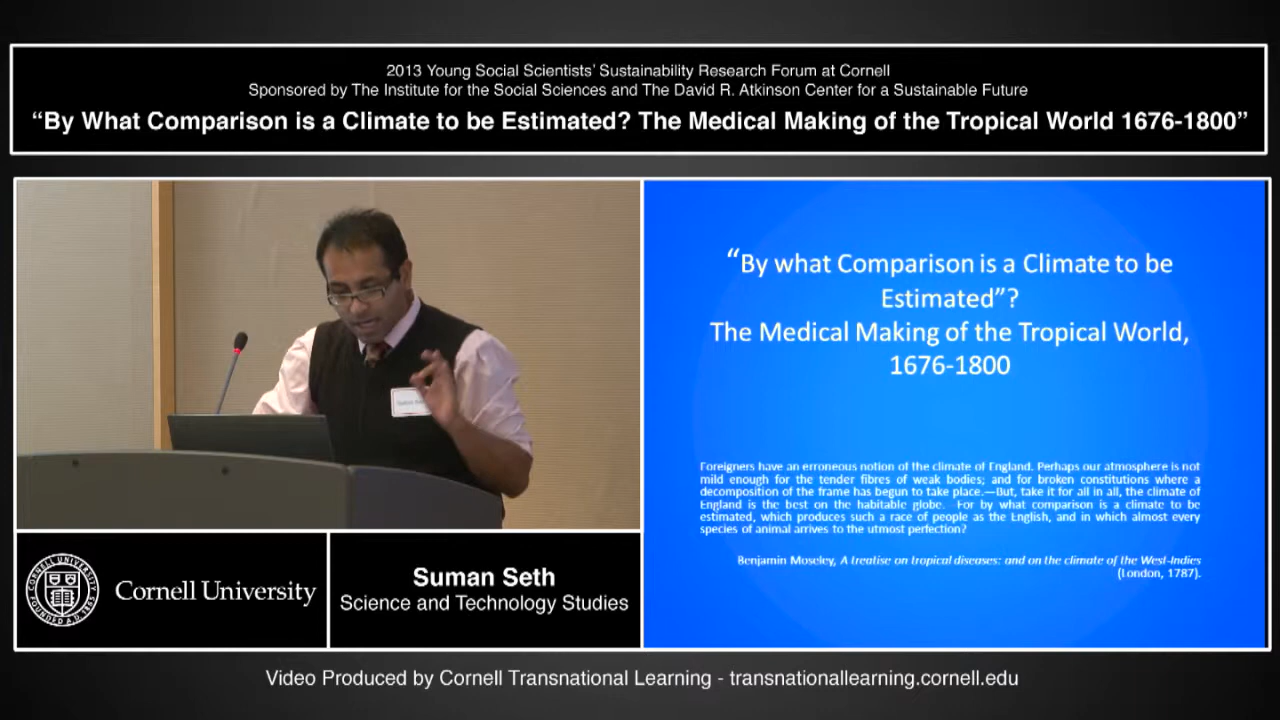 2013 Young Social Scientists' Sustainability Research Forum at Cornell
Sponsored by The Institute for the Social Sciences and The David R. Atkinson Center for a Sustainable Future
“By What Comparison is a Climate to be Estimated? The Medical Making of the Tropical World 1676-1800”
“By what Comparison is a Climate to be
Estimated”?
The Medical Making of the Tropical World,
1676-1800
Foreigners have an erroneous notion of the climate of England. Perhaps our atmosphere is not
mild enough for the tender fibres of weak bodies; and for broken constitutions where a
decomposition of the frame has begun to take place.—But, take it for all in all, the climate of
England is the best on the habitable globe. For by what comparison is a climate to be
estimated, which produces such a race of people as the English, and in which almost every
species of animal arrives to the utmost perfection?
Benjamin Moseley, A treatise on tropical diseases: and on the climate of the West-Indies
(London, 1787).
CORNELL UNIVERSITY
FOUNDED A.D. 1865
Cornell University
Suman Seth
Science and Technology Studies
Video Produced by Cornell Transnational Learning - transnationallearning.cornell.edu